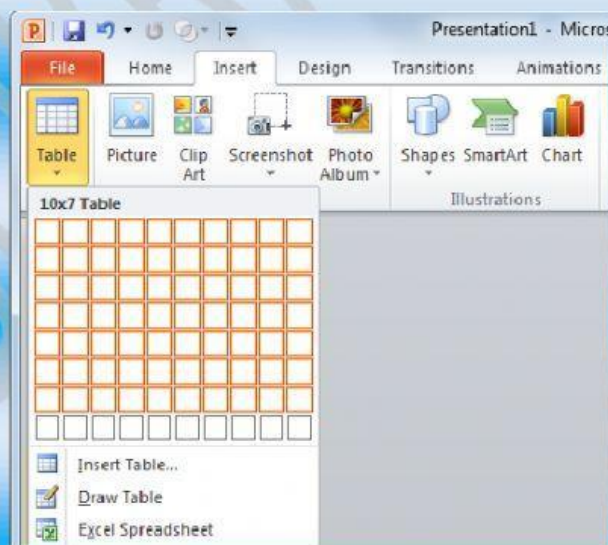 Presentation1 - Micros
File Home Insert Design Transitions Animations
Table Picture Clip Art Screenshot Photo Album Shapes SmartArt Chart
Illustrations
10x7 Table
Insert Table...
Draw Table
Excel Spreadsheet